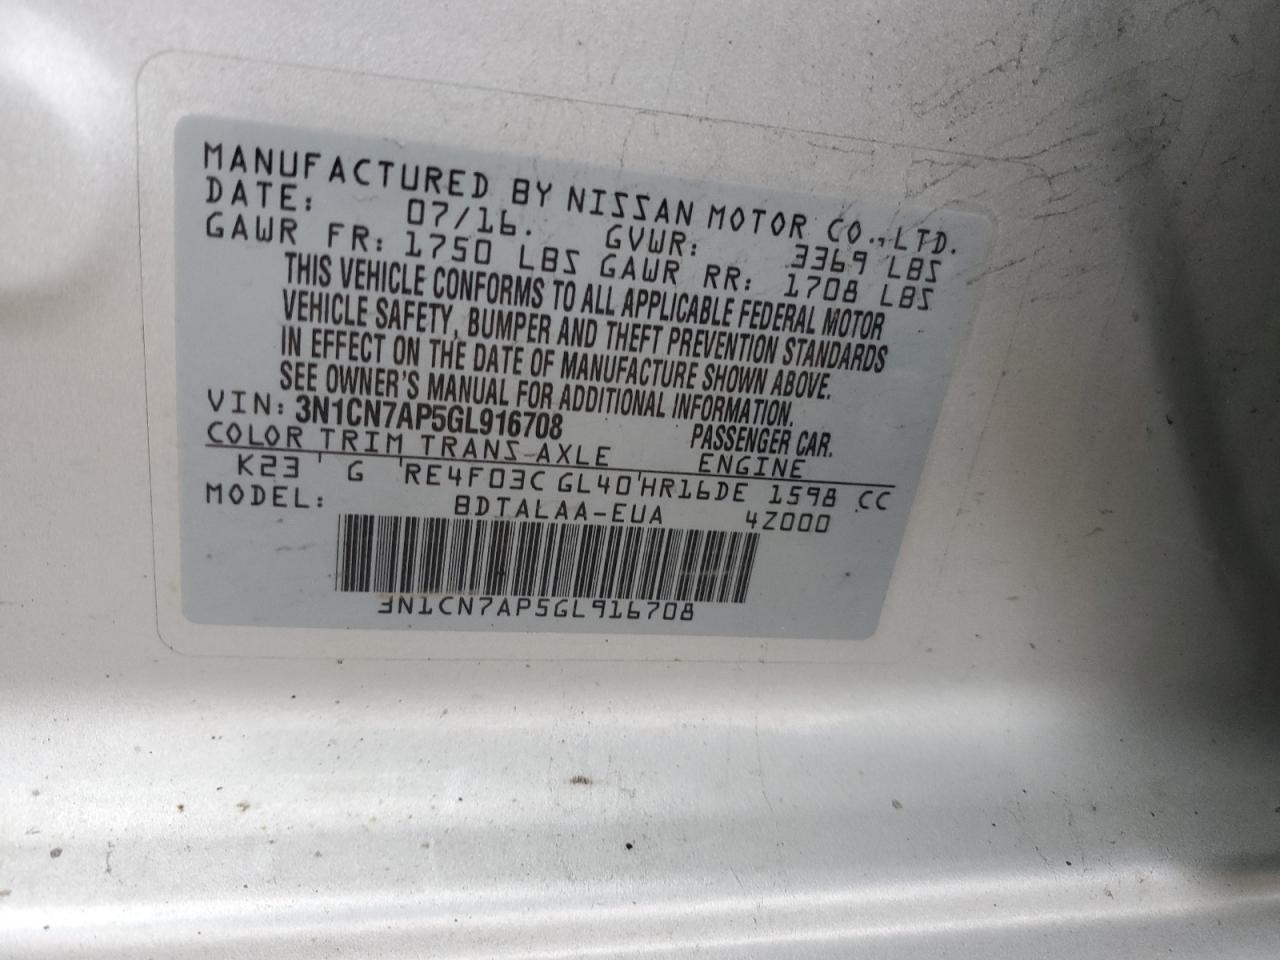 MANUFACTURED BY NISSAN MOTOR CO.,LTD.
DATE: 07/16. GVWR: 3369 LBS
GAWR FR: 1750 LBS GAWR RR: 1708 LBS
THIS VEHICLE CONFORMS TO ALL APPLICABLE FEDERAL MOTOR
VEHICLE SAFETY, BUMPER AND THEFT PREVENTION STANDARDS
IN EFFECT ON THE DATE OF MANUFACTURE SHOWN ABOVE.
SEE OWNER'S MANUAL FOR ADDITIONAL INFORMATION.
VIN: 3N1CN7AP5GL916708 PASSENGER CAR.
COLOR TRIM TRANS AXLE ENGINE
K23 ' G 'RE4F03C GL40'HR16DE 1598 CC
MODEL: BDTALAA-EUA 4Z000
3N1CN7AP5GL916708